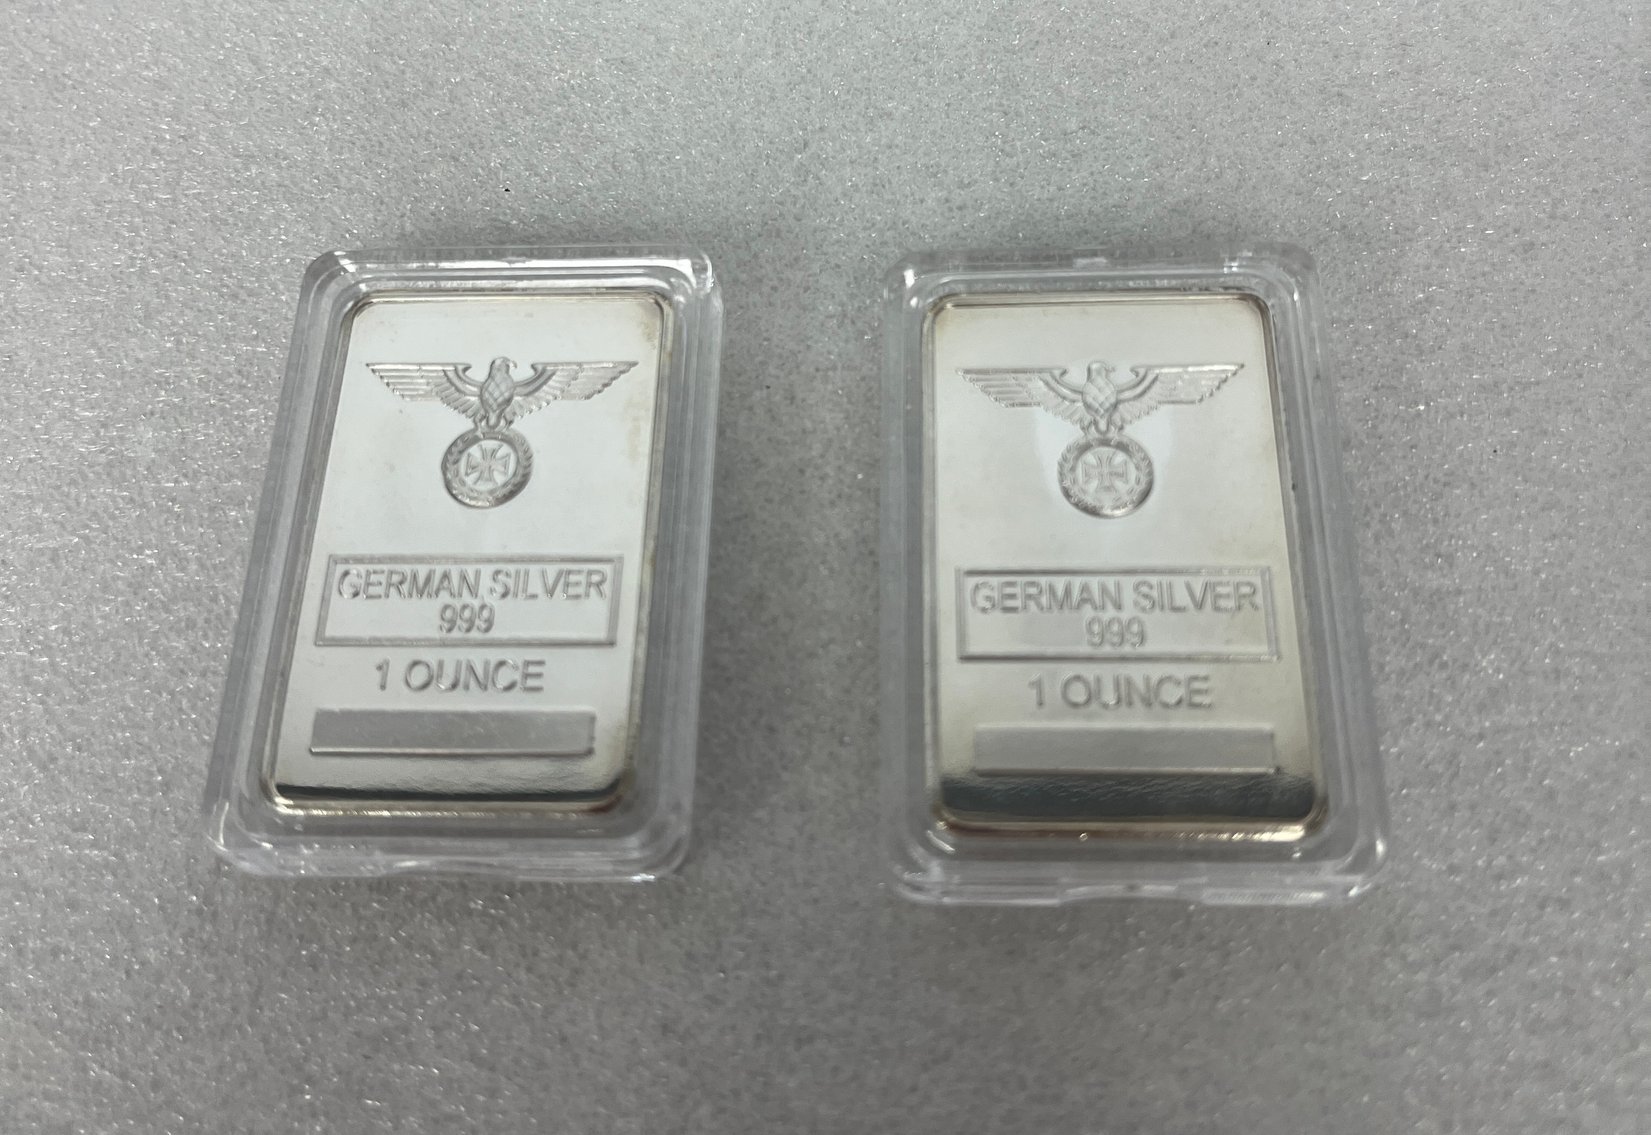 GERMAN SILVER
999
1 OUNCE
GERMAN SILVER
999
1 OUNCE